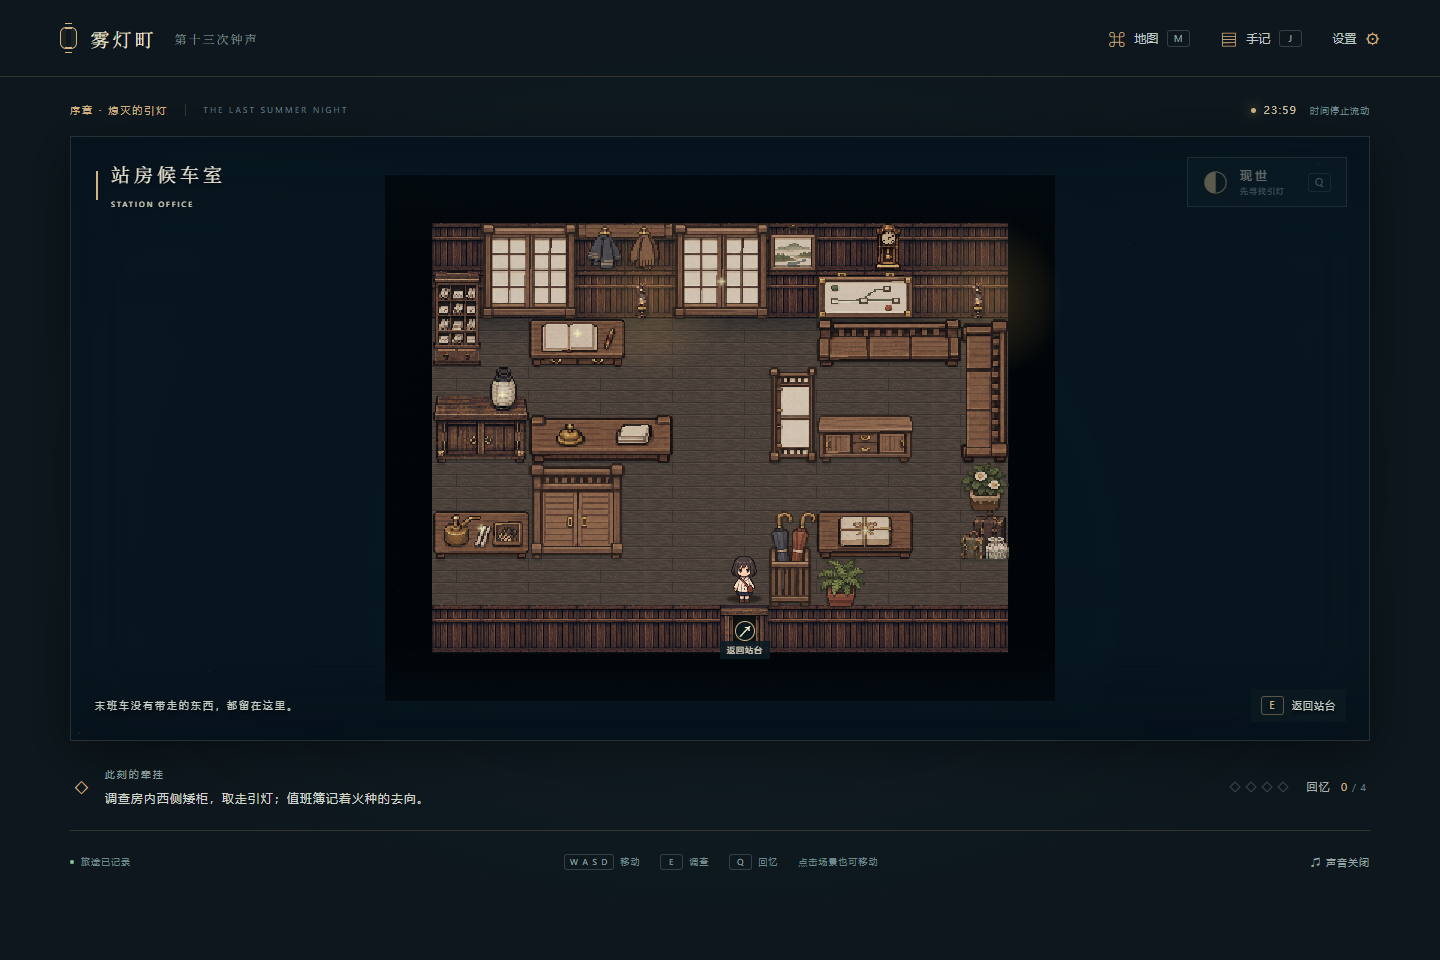 雾灯町 第十三次钟声 地图 M 手记 J 设置
序章 · 熄灭的引灯 THE LAST SUMMER NIGHT 23:59 时间停止流动
站房候车室
STATION OFFICE
现世 Q
先寻找引灯
返回站台
末班车没有带走的东西，都留在这里。 E 返回站台
此刻的牵挂
调查房内西侧矮柜，取走引灯；值班簿记着火种的去向。 回忆 0 / 4
旅途已记录 WASD 移动 E 调查 Q 回忆 点击场景也可移动 声音关闭